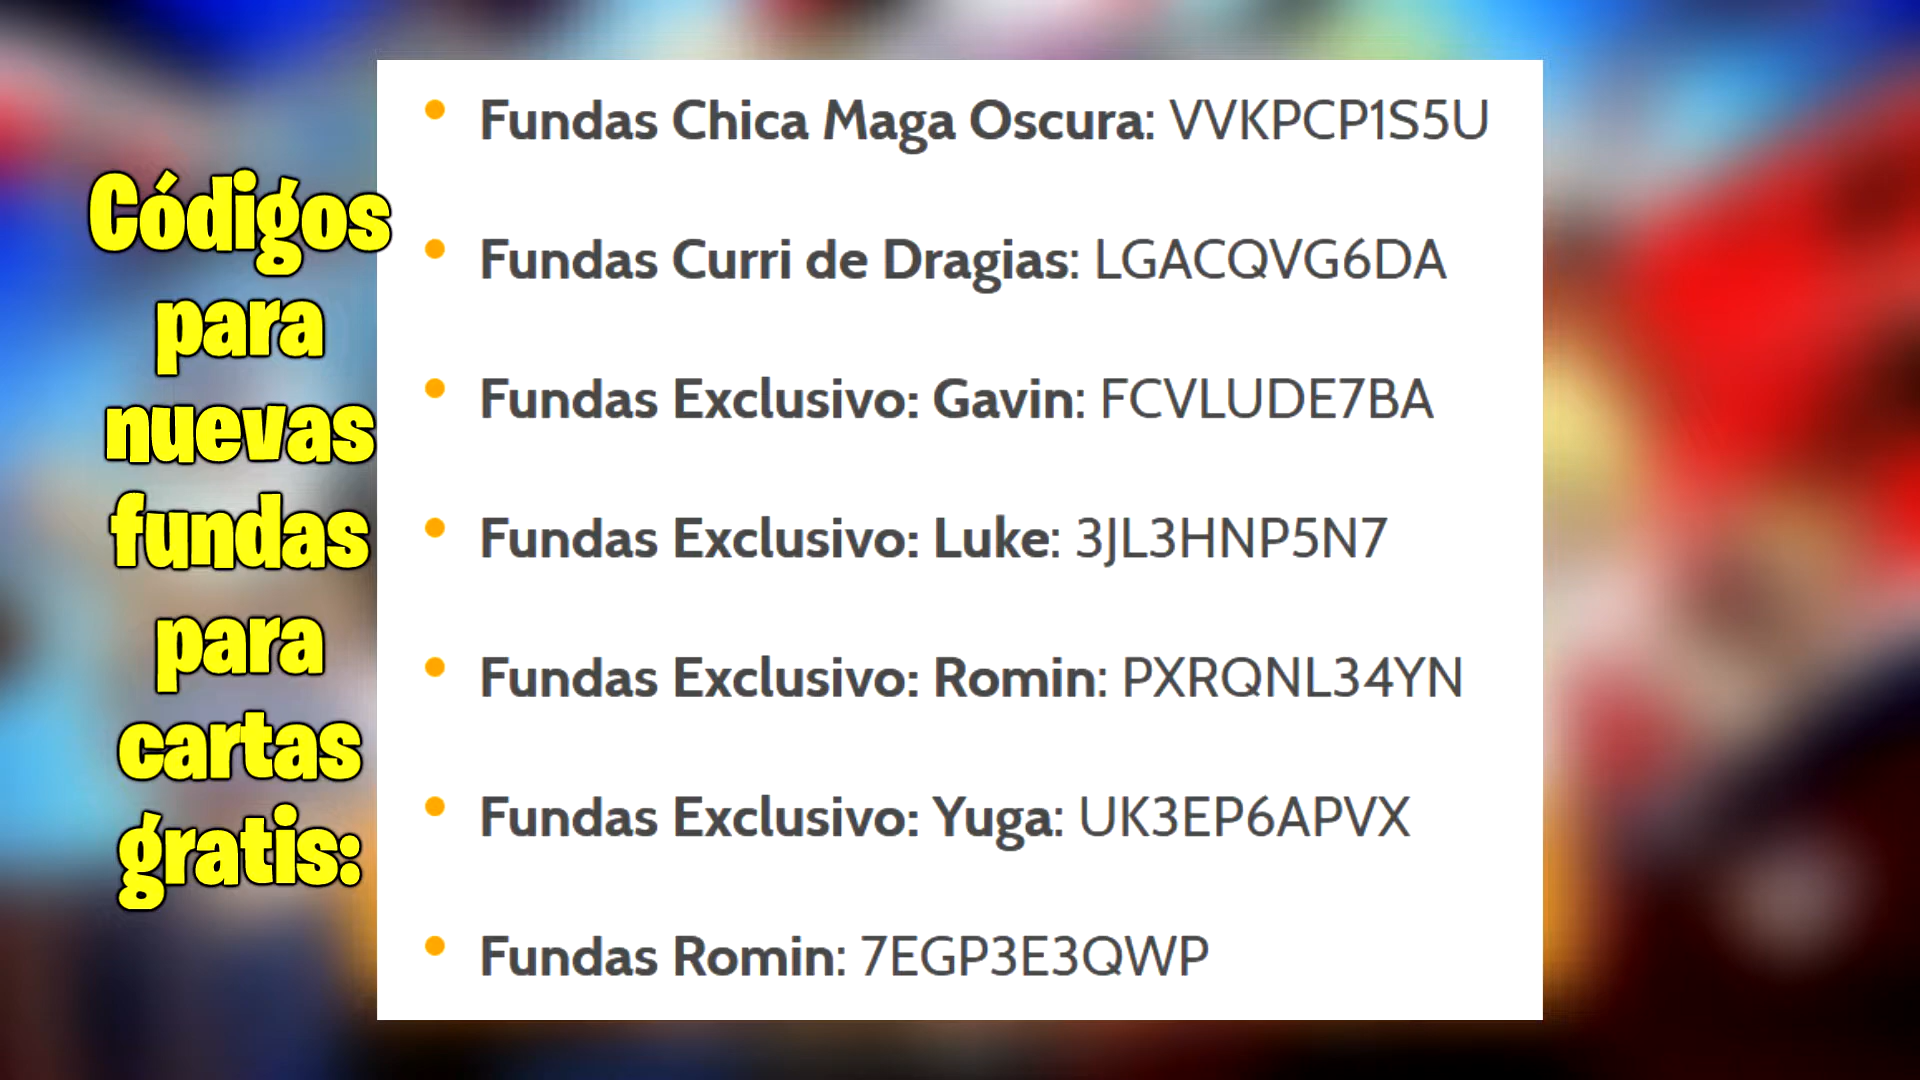 Códigos
para
nuevas
fundas
para
cartas
gratis:
Fundas Chica Maga Oscura: VVKPCP1S5U
Fundas Curri de Dragias: LGACQVG6DA
Fundas Exclusivo: Gavin: FCVLUDE7BA
Fundas Exclusivo: Luke: 3JL3HNP5N7
Fundas Exclusivo: Romin: PXRQNL34YN
Fundas Exclusivo: Yuga: UK3EP6APVX
Fundas Romin: 7EGP3E3QWP